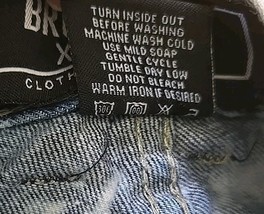 TURN INSIDE OUT
BEFORE WASHING
MACHINE WASH COLD
USE MILD SOAP
GENTLE CYCLE
TUMBLE DRY LOW
DO NOT BLEACH
WARM IRON IF DESIRED